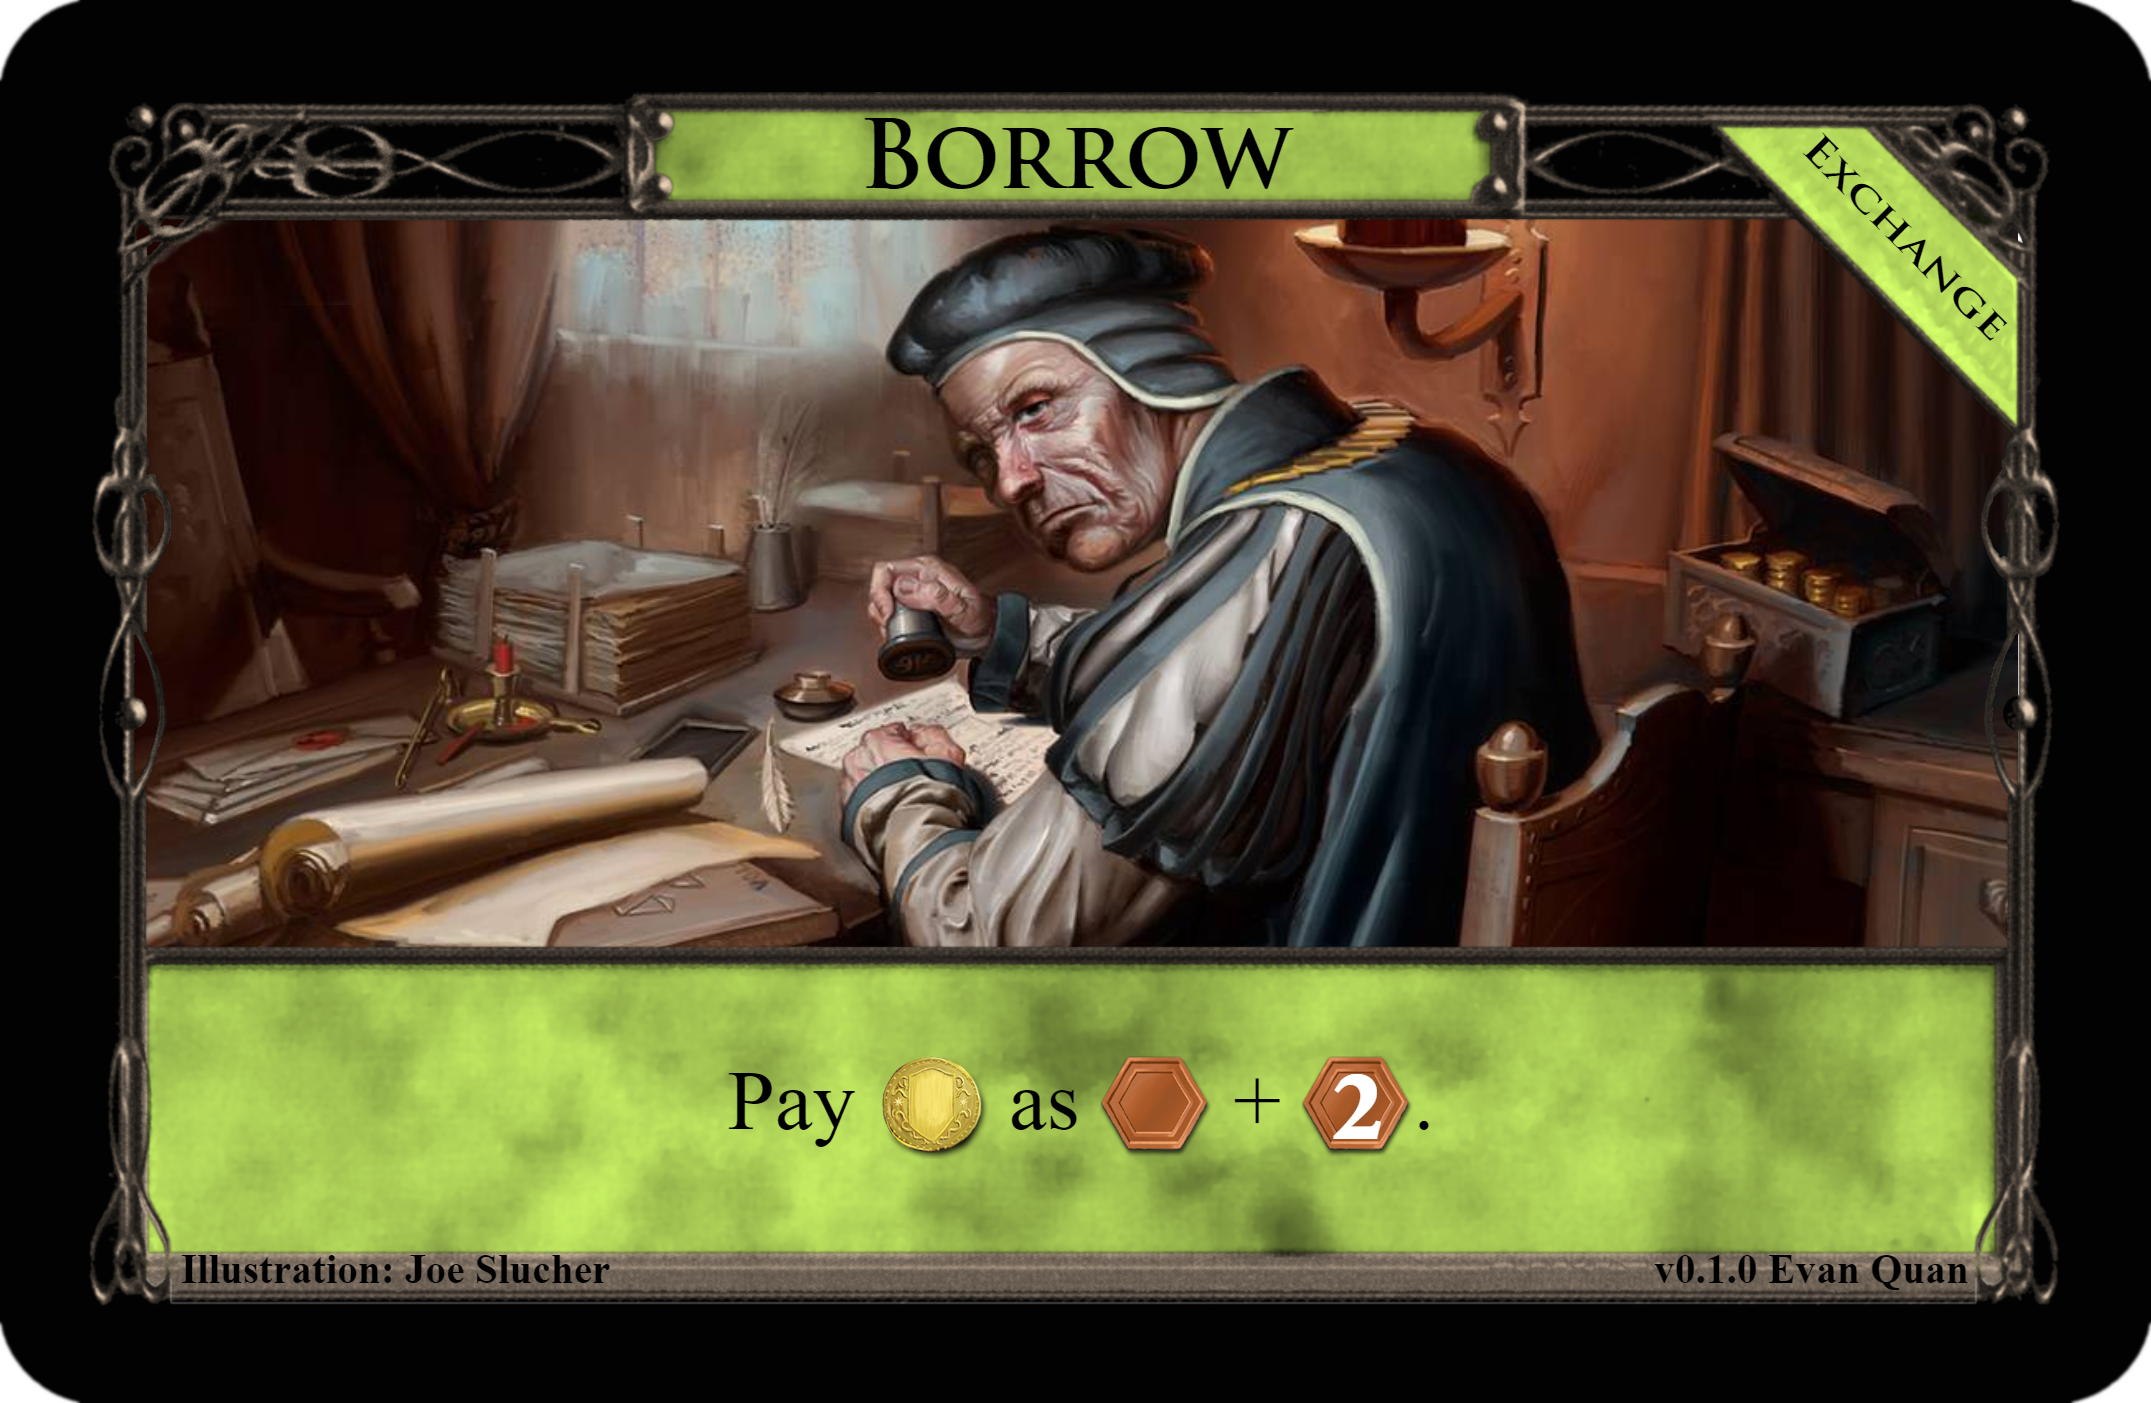 BORROW
EXCHANGE
Pay as + 2.
Illustration: Joe Slucher
v0.1.0 Evan Quan